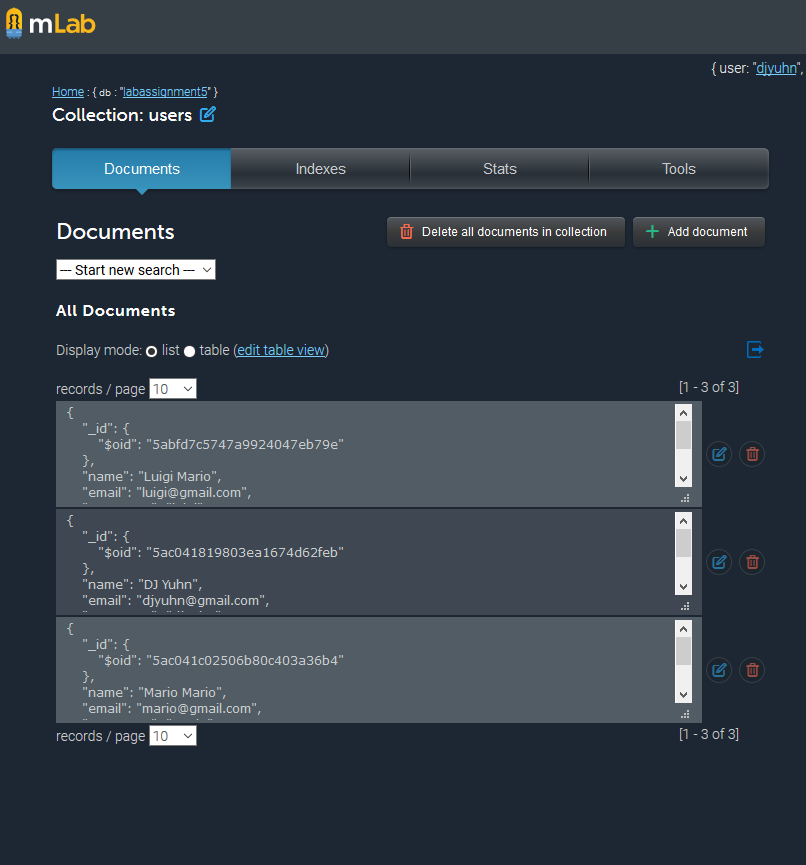 mLab
{ user: "djyuhn",
Home : { db : "labassignment5" }
Collection: users
Documents Indexes Stats Tools
Documents
Delete all documents in collection
Add document
--- Start new search ---
All Documents
Display mode: list table (edit table view)
records / page 10 [1 - 3 of 3]
{
"_id": {
"$oid": "5abfd7c5747a9924047eb79e"
},
"name": "Luigi Mario",
"email": "luigi@gmail.com",
{
"_id": {
"$oid": "5ac041819803ea1674d62feb"
},
"name": "DJ Yuhn",
"email": "djyuhn@gmail.com",
{
"_id": {
"$oid": "5ac041c02506b80c403a36b4"
},
"name": "Mario Mario",
"email": "mario@gmail.com",
records / page 10 [1 - 3 of 3]